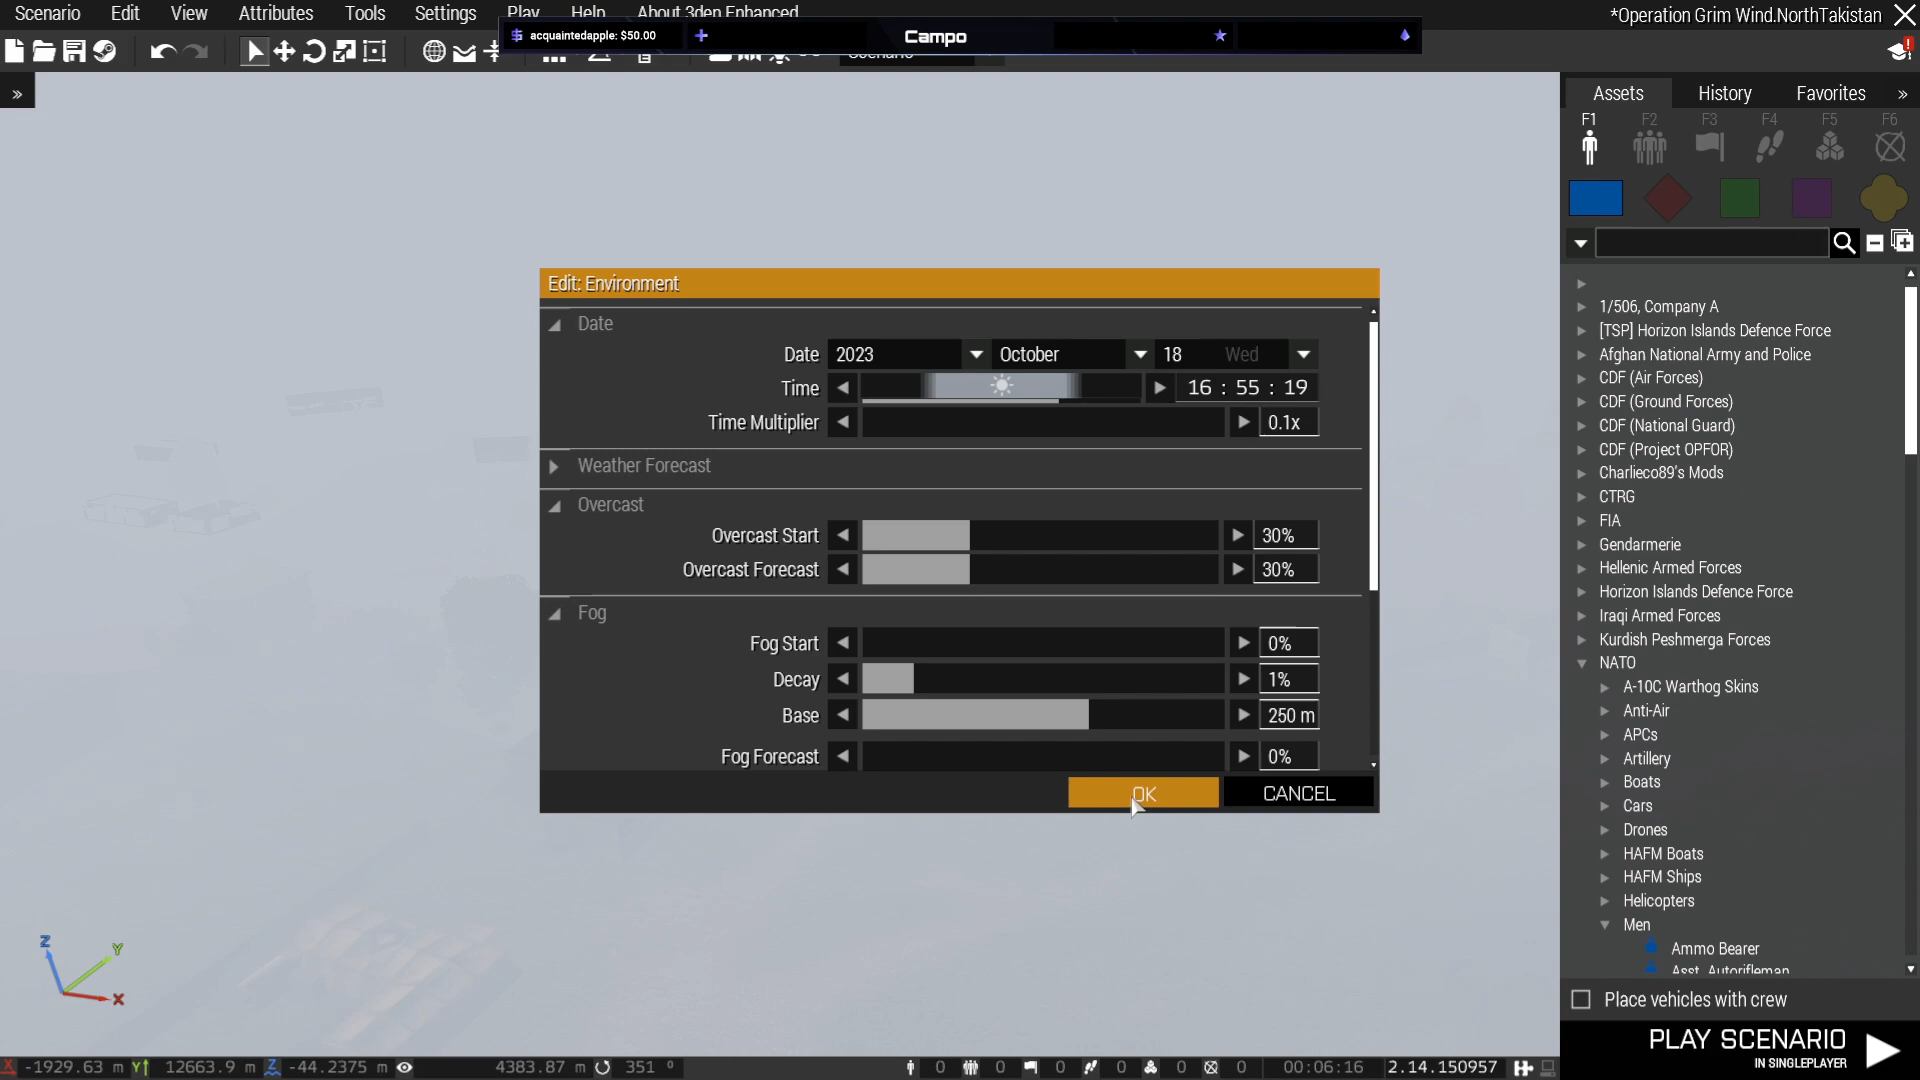 Scenario Edit View Attributes Tools Settings Play Help About 3den Enhanced *Operation Grim Wind.NorthTakistan
acquaintedapple: $50.00 Campo
Scenario
Assets History Favorites
F1 F2 F3 F4 F5 F6
Edit: Environment
Date
Date 2023 October 18 Wed
Time 16 : 55 : 19
Time Multiplier 0.1x
Weather Forecast
Overcast
Overcast Start 30%
Overcast Forecast 30%
Fog
Fog Start 0%
Decay 1%
Base 250 m
Fog Forecast 0%
OK CANCEL
1/506, Company A
[TSP] Horizon Islands Defence Force
Afghan National Army and Police
CDF (Air Forces)
CDF (Ground Forces)
CDF (National Guard)
CDF (Project OPFOR)
Charlieco89's Mods
CTRG
FIA
Gendarmerie
Hellenic Armed Forces
Horizon Islands Defence Force
Iraqi Armed Forces
Kurdish Peshmerga Forces
NATO
A-10C Warthog Skins
Anti-Air
APCs
Artillery
Boats
Cars
Drones
HAFM Boats
HAFM Ships
Helicopters
Men
Ammo Bearer
Asst. Autorifleman
Place vehicles with crew
PLAY SCENARIO
IN SINGLEPLAYER
Z Y X
X -1929.63 m Y 12663.9 m Z -44.2375 m 4383.87 m 351 ° 0 0 0 0 0 0 00:06:16 2.14.150957